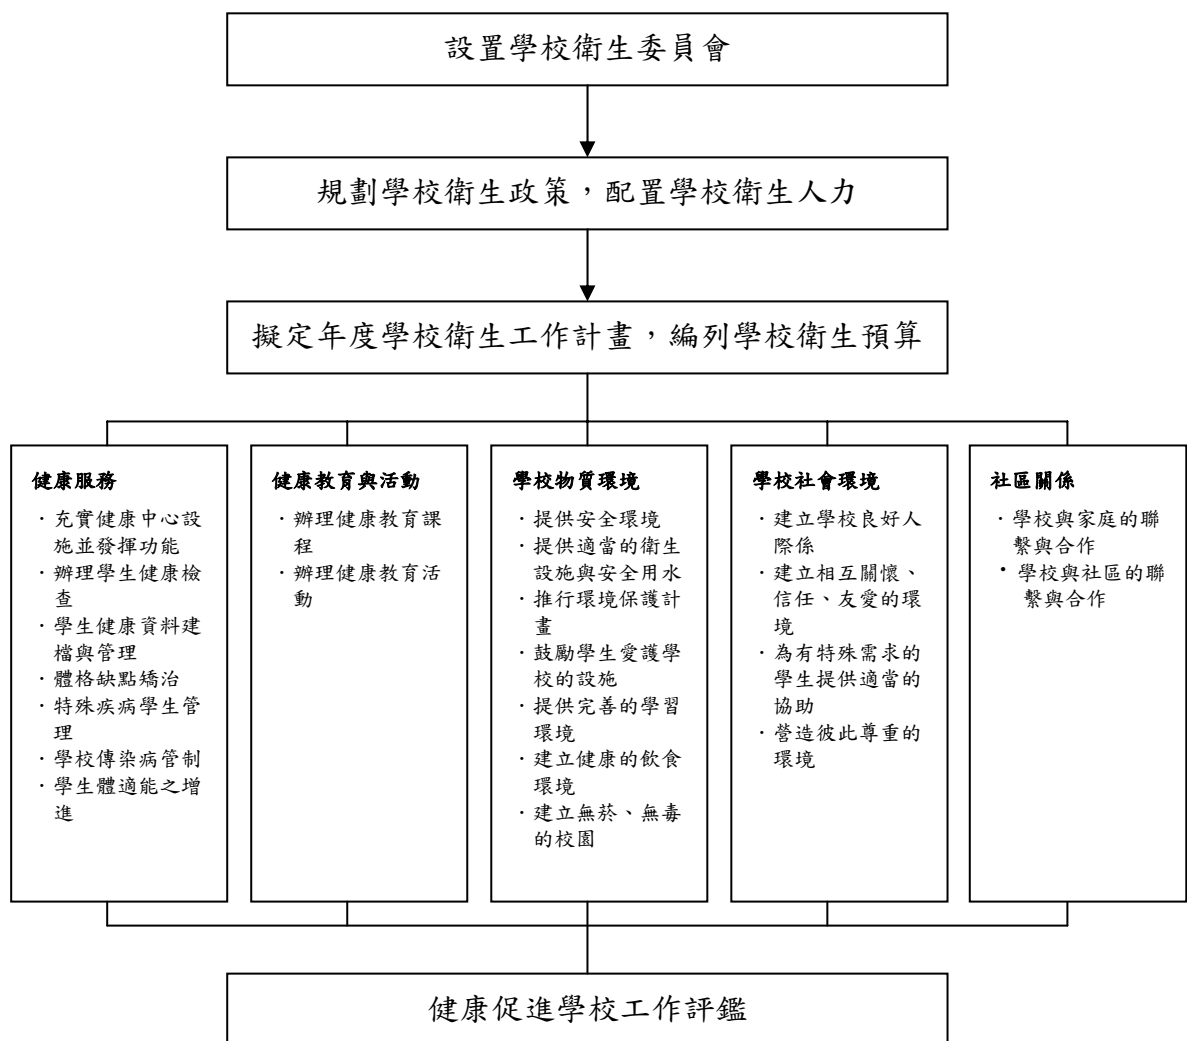 設置學校衛生委員會
規劃學校衛生政策，配置學校衛生人力
擬定年度學校衛生工作計畫，編列學校衛生預算
健康服務
．充實健康中心設
施並發揮功能
．辦理學生健康檢
查
．學生健康資料建
檔與管理
．體格缺點矯治
．特殊疾病學生管
理
．學校傳染病管制
．學生體適能之增
進
健康教育與活動
．辦理健康教育課
程
．辦理健康教育活
動
學校物質環境
．提供安全環境
．提供適當的衛生
設施與安全用水
．推行環境保護計
畫
．鼓勵學生愛護學
校的設施
．提供完善的學習
環境
．建立健康的飲食
環境
．建立無菸、無毒
的校園
學校社會環境
．建立學校良好人
際係
．建立相互關懷、
信任、友愛的環
境
．為有特殊需求的
學生提供適當的
協助
．營造彼此尊重的
環境
社區關係
．學校與家庭的聯
繫與合作
•學校與社區的聯
繫與合作
健康促進學校工作評鑑